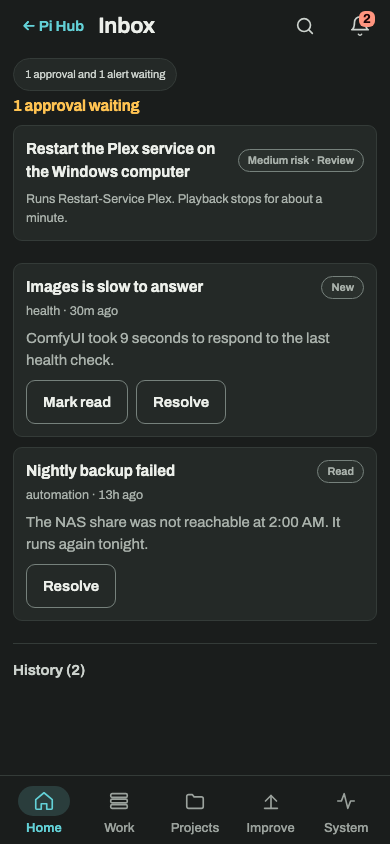 ← Pi Hub Inbox 2
1 approval and 1 alert waiting
1 approval waiting
Restart the Plex service on
the Windows computer
Medium risk · Review
Runs Restart-Service Plex. Playback stops for about a
minute.
Images is slow to answer
New
health · 30m ago
ComfyUI took 9 seconds to respond to the last
health check.
Mark read Resolve
Nightly backup failed
Read
automation · 13h ago
The NAS share was not reachable at 2:00 AM. It
runs again tonight.
Resolve
History (2)
Home Work Projects Improve System